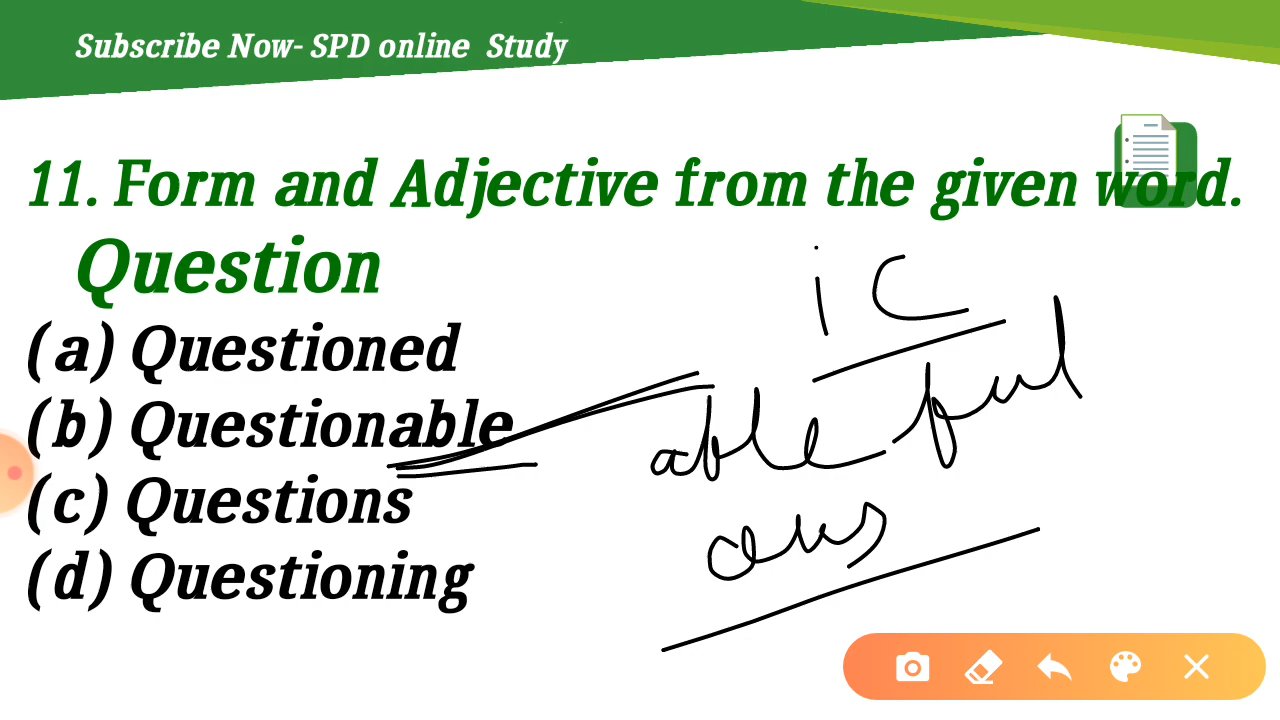 Subscribe Now- SPD online Study
11. Form and Adjective from the given word.
Question
(a) Questioned
(b) Questionable
(c) Questions
(d) Questioning
ic
able ful
ous